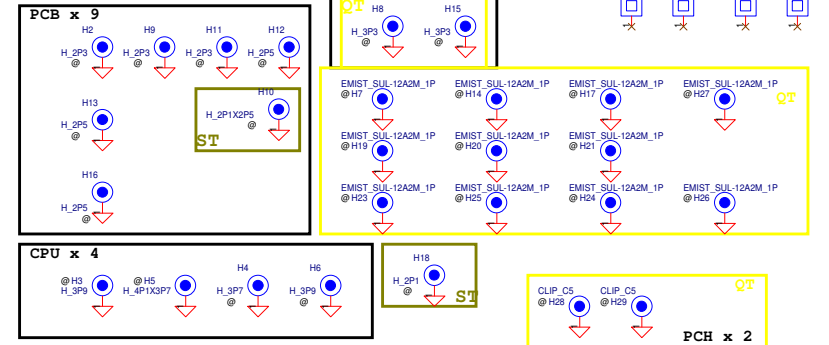 PCB x 9
H2
H_2P3
@
H9
H_2P3
@
H11
H_2P3
@
H12
H_2P5
@
H13
H_2P5
@
H10
H_2P1X2P5
@
ST
H16
H_2P5
@
QT
H8
H_3P3
@
H15
H_3P3
@
EMIST_SUL-12A2M_1P
@ H7
EMIST_SUL-12A2M_1P
@ H14
EMIST_SUL-12A2M_1P
@ H17
EMIST_SUL-12A2M_1P
@ H27
QT
EMIST_SUL-12A2M_1P
@ H19
EMIST_SUL-12A2M_1P
@ H20
EMIST_SUL-12A2M_1P
@ H21
EMIST_SUL-12A2M_1P
@ H23
EMIST_SUL-12A2M_1P
@ H25
EMIST_SUL-12A2M_1P
@ H24
EMIST_SUL-12A2M_1P
@ H26
CPU x 4
@ H3
H_3P9
@ H5
H_4P1X3P7
H4
H_3P7
@
H6
H_3P9
@
H18
H_2P1
@
ST
QT
CLIP_C5
@ H28
CLIP_C5
@ H29
PCH x 2